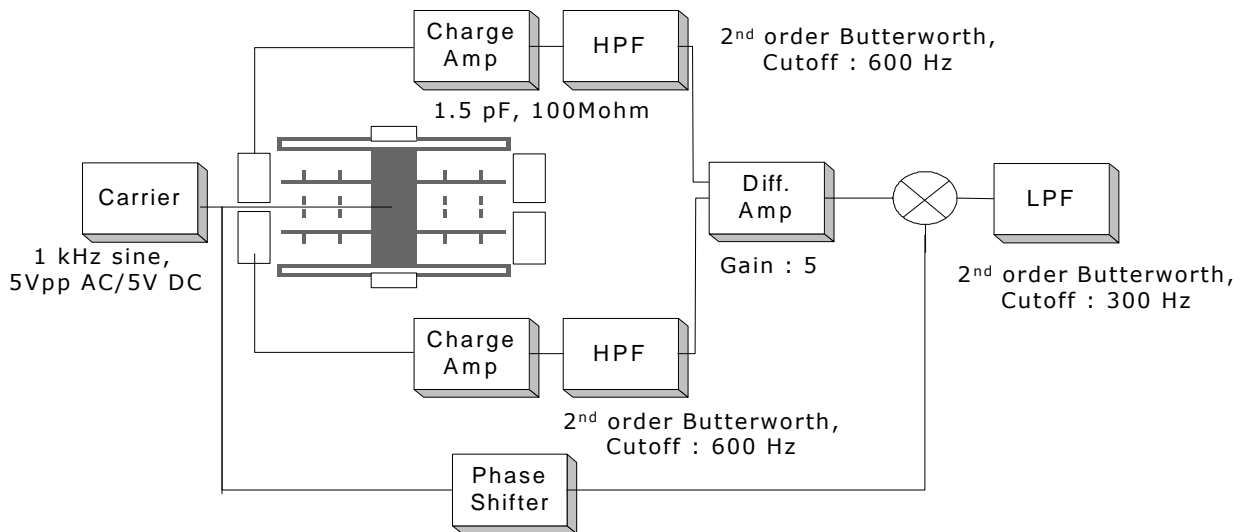 Charge
Amp
HPF
2nd order Butterworth,
Cutoff : 600 Hz
1.5 pF, 100Mohm
Carrier
1 kHz sine,
5Vpp AC/5V DC
Diff.
Amp
Gain : 5
LPF
2nd order Butterworth,
Cutoff : 300 Hz
Charge
Amp
HPF
2nd order Butterworth,
Cutoff : 600 Hz
Phase
Shifter